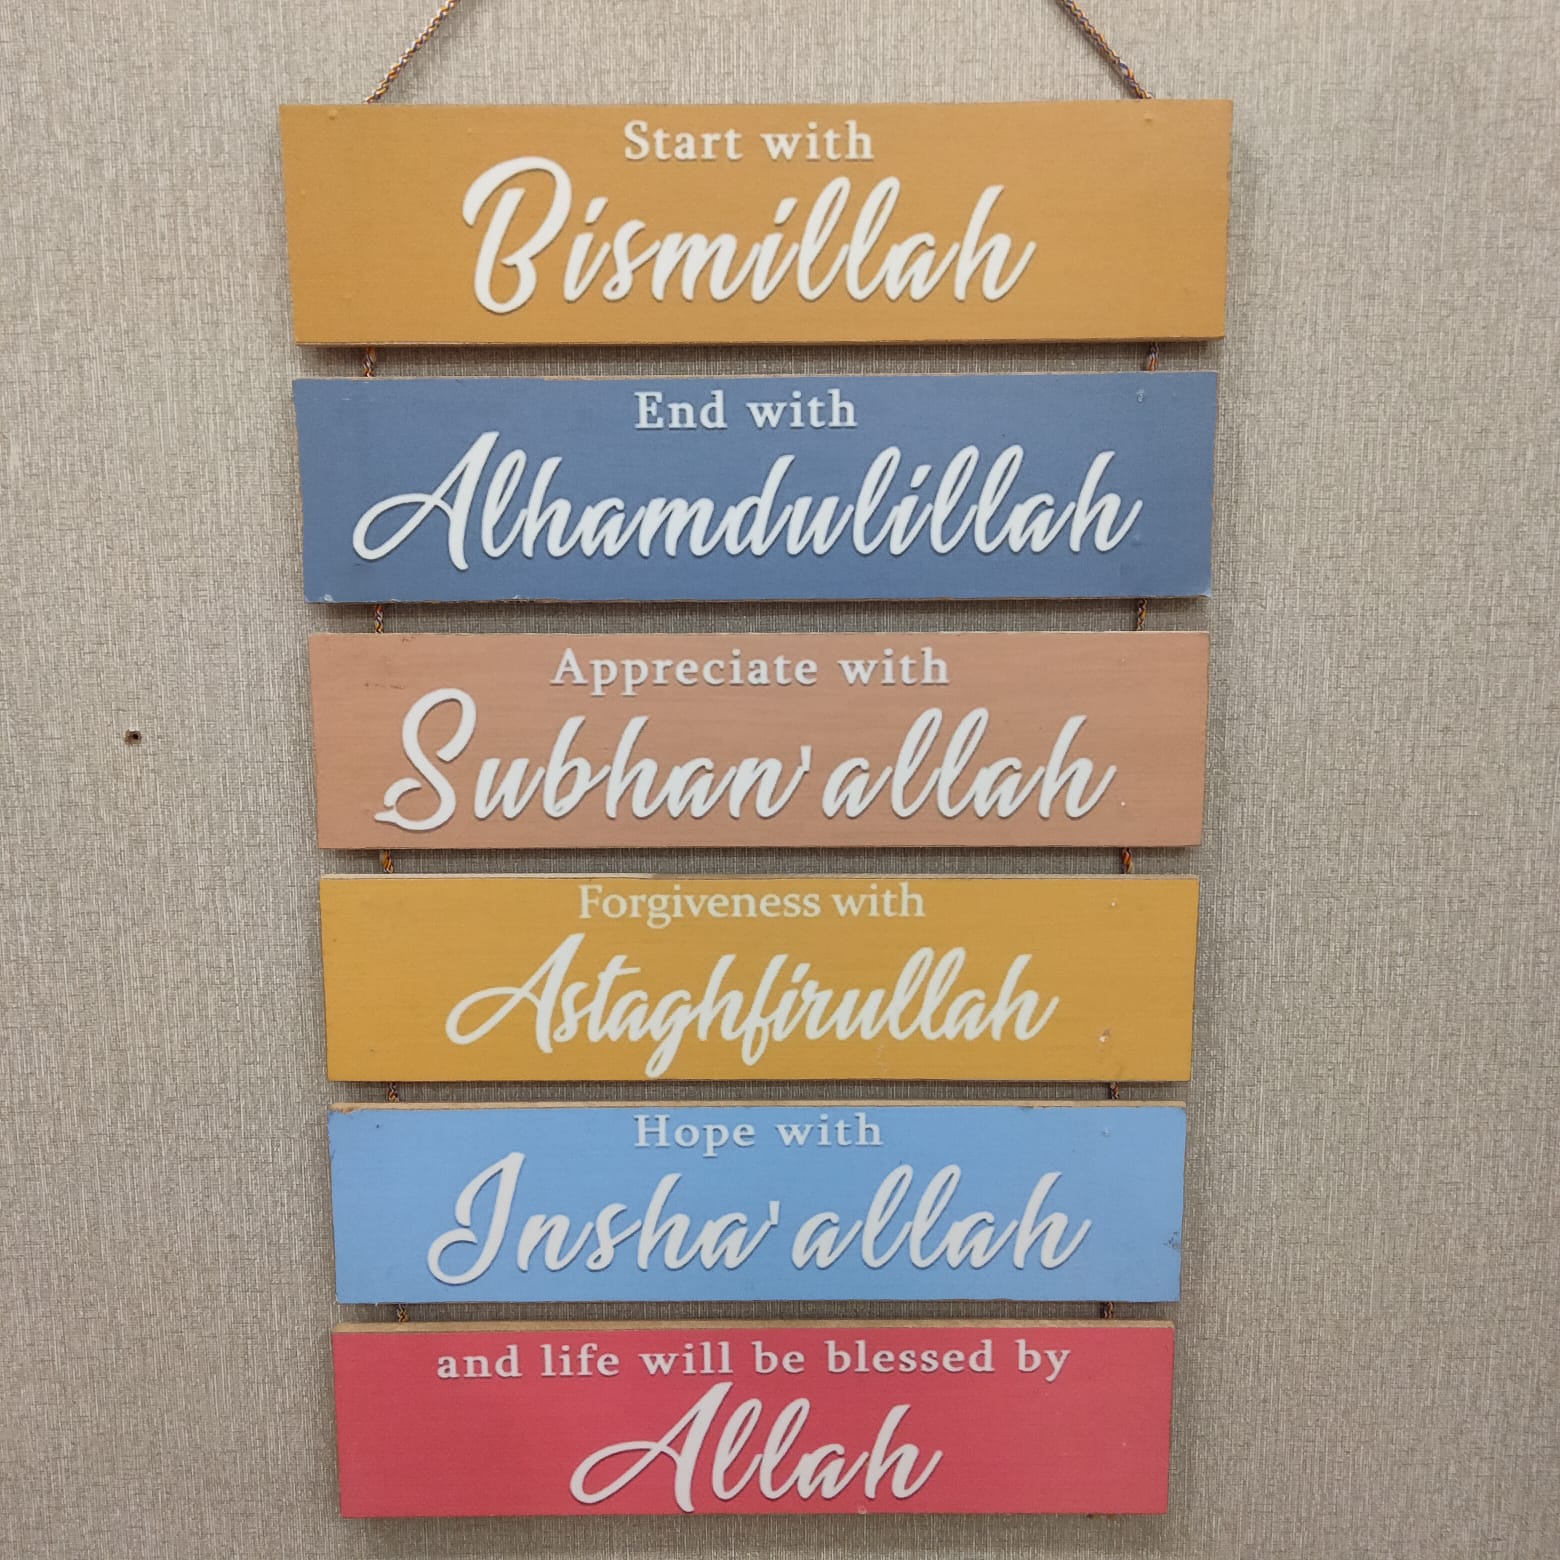 Start with
Bismillah
End with
Alhamdulillah
Appreciate with
Subhan'allah
Forgiveness with
Astaghfirullah
Hope with
Insha'allah
and life will be blessed by
Allah